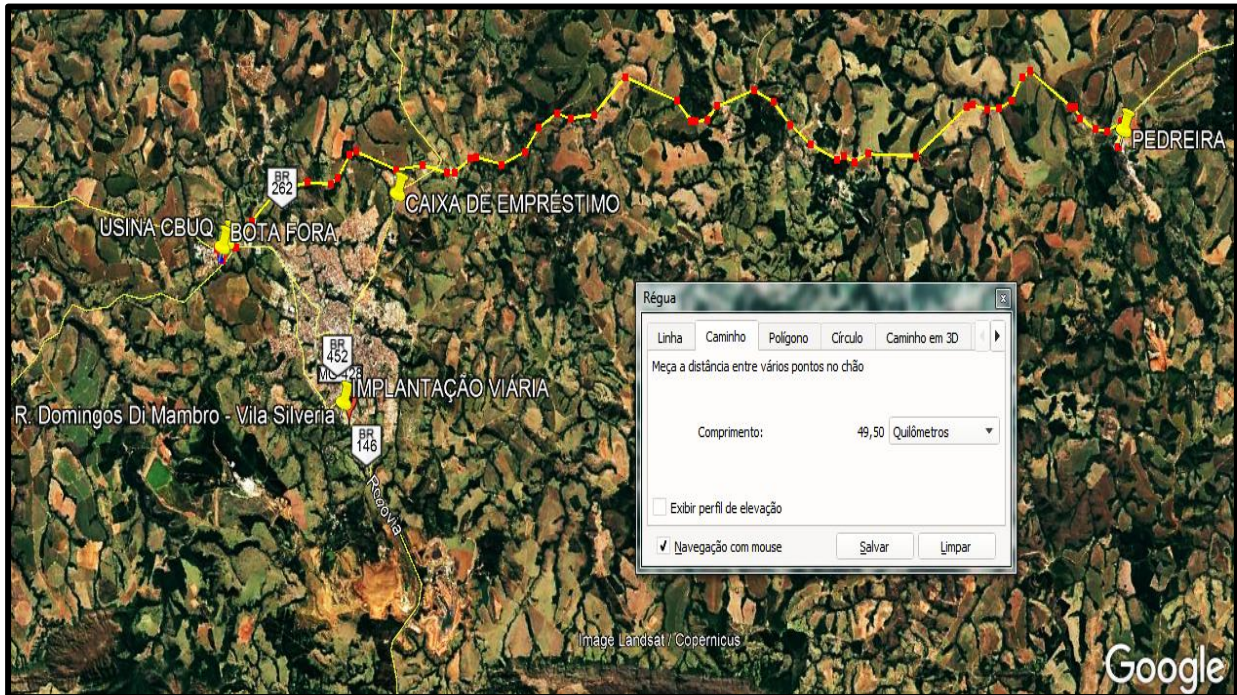 PEDREIRA
BR
262
CAIXA DE EMPRÉSTIMO
USINA CBUQ
BOTA FORA
BR
452
MG-428
IMPLANTAÇÃO VIÁRIA
R. Domingos Di Mambro - Vila Silveria
BR
146
Rodovia
Régua
x
Linha
Caminho
Polígono
Círculo
Caminho em 3D
Meça a distância entre vários pontos no chão
Comprimento:
49,50
Quilômetros
Exibir perfil de elevação
Navegação com mouse
Salvar
Limpar
Image Landsat / Copernicus
Google